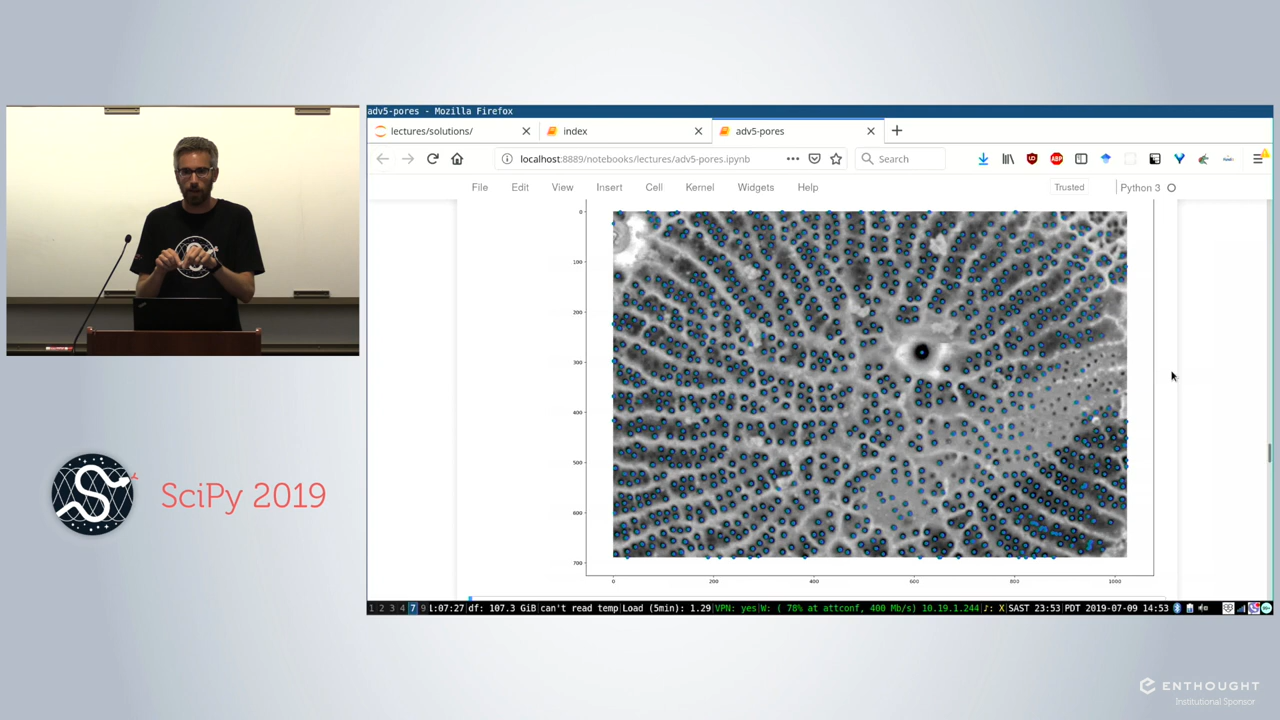 adv5-pores - Mozilla Firefox
lectures/solutions/
index
adv5-pores
localhost:8889/notebooks/lectures/adv5-pores.ipynb
Search
ABP
File Edit View Insert Cell Kernel Widgets Help
Trusted
Python 3
0
100
200
300
400
500
600
700
0 200 400 600 800 1000
1 2 3 4 7 9 1:07:27 df: 107.3 GiB can't read temp Load (5min): 1.29 VPN: yes W: ( 78% at attconf, 400 Mb/s) 10.19.1.244 ♪: X SAST 23:53 PDT 2019-07-09 14:53
SciPy 2019
ENTHOUGHT
Institutional Sponsor